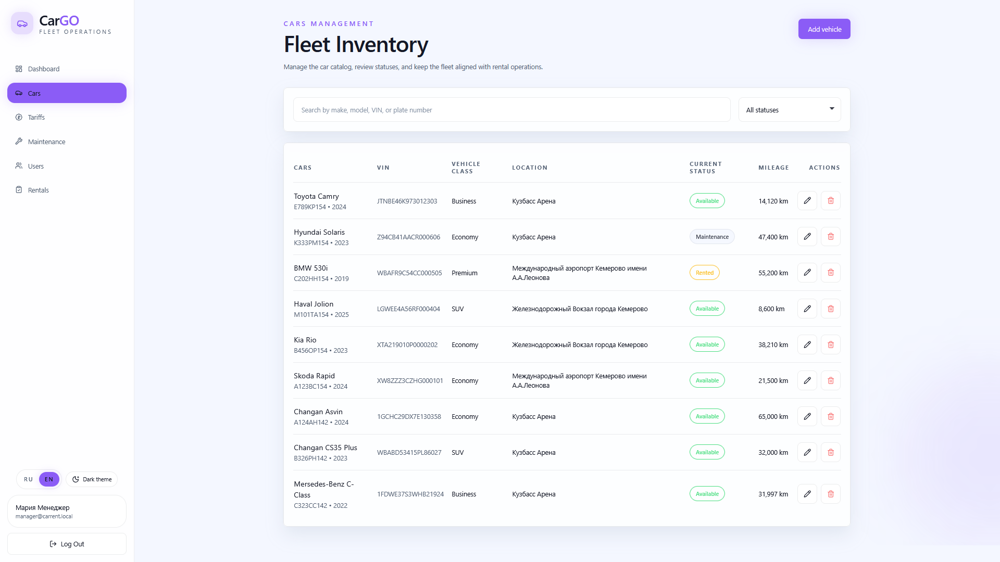 CarGO
FLEET OPERATIONS
Dashboard
Cars
Tariffs
Maintenance
Users
Rentals
RU EN Dark theme
Мария Менеджер
manager@carrent.local
Log Out
CARS MANAGEMENT
Fleet Inventory
Manage the car catalog, review statuses, and keep the fleet aligned with rental operations.
Add vehicle
Search by make, model, VIN, or plate number
All statuses
CARS VIN VEHICLE CLASS LOCATION CURRENT STATUS MILEAGE ACTIONS
Toyota Camry
E789KP154 • 2024
JTNBE46K973012303 Business Кузбасс Арена Available 14,120 km
Hyundai Solaris
K333PM154 • 2023
Z94CB41AACR000606 Economy Кузбасс Арена Maintenance 47,400 km
BMW 530i
C202HH154 • 2019
WBAFR9C54CC000505 Premium Международный аэропорт Кемерово имени
А.А.Леонова
Rented 55,200 km
Haval Jolion
M101TA154 • 2025
LGWEE4A56RF000404 SUV Железнодорожный Вокзал города Кемерово Available 8,600 km
Kia Rio
B456OP154 • 2023
XTA219010P0000202 Economy Железнодорожный Вокзал города Кемерово Available 38,210 km
Skoda Rapid
A123BC154 • 2024
XW8ZZZ3CZHG000101 Economy Международный аэропорт Кемерово имени
А.А.Леонова
Available 21,500 km
Changan Asvin
A124AH142 • 2024
1GCHC29DX7E130358 Economy Кузбасс Арена Available 65,000 km
Changan CS35 Plus
B326PH142 • 2023
WBABD53415PL86027 SUV Кузбасс Арена Available 32,000 km
Mersedes-Benz C-
Class
C323CC142 • 2022
1FDWE37S3WHB21924 Business Кузбасс Арена Available 31,997 km